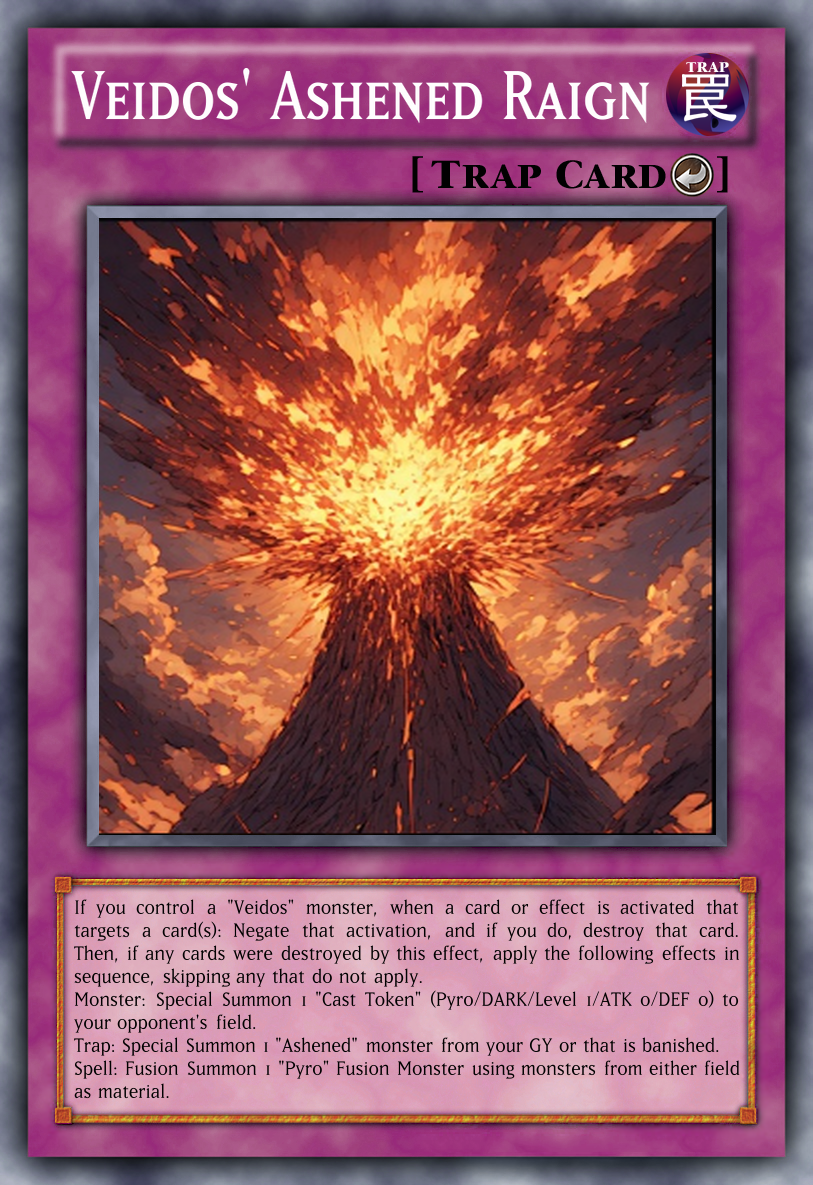 Veidos' Ashened Raign
TRAP
罠
[ Trap Card ]
If you control a "Veidos" monster, when a card or effect is activated that
targets a card(s): Negate that activation, and if you do, destroy that card.
Then, if any cards were destroyed by this effect, apply the following effects in
sequence, skipping any that do not apply.
Monster: Special Summon 1 "Cast Token" (Pyro/DARK/Level 1/ATK 0/DEF 0) to
your opponent's field.
Trap: Special Summon 1 "Ashened" monster from your GY or that is banished.
Spell: Fusion Summon 1 "Pyro" Fusion Monster using monsters from either field
as material.